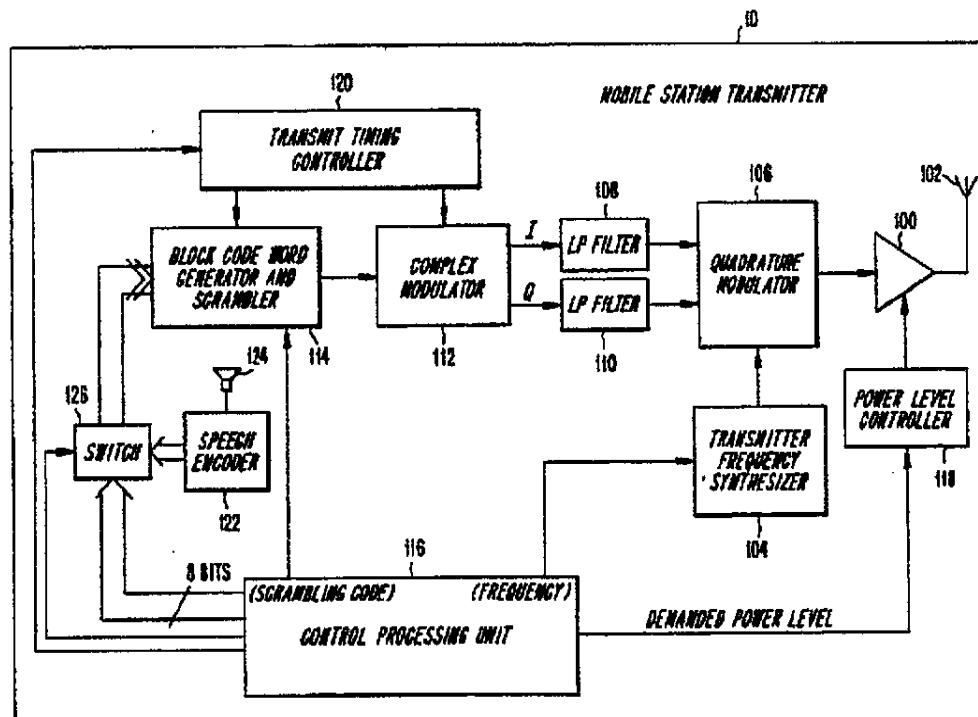 10
MOBILE STATION TRANSMITTER
120
TRANSMIT TIMING
CONTROLLER
102
106
108
100
I
LP FILTER
BLOCK CODE WORD
GENERATOR AND
SCRAMBLER
COMPLEX
MODULATOR
QUADRATURE
MODULATOR
Q
LP FILTER
114
112
110
124
126
SWITCH
SPEECH
ENCODER
122
POWER LEVEL
CONTROLLER
118
TRANSMITTER
FREQUENCY
SYNTHESIZER
104
8 BITS
116
(SCRAMBLING CODE)
(FREQUENCY)
CONTROL PROCESSING UNIT
DEMANDED POWER LEVEL